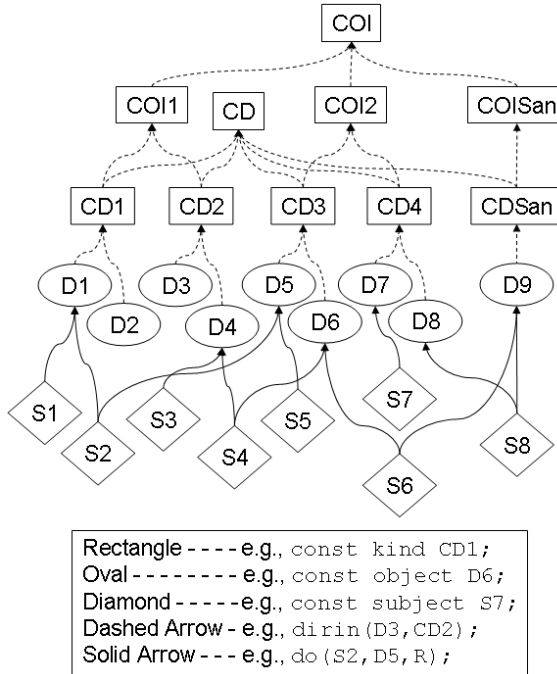 COI
COI1 CD COI2 COISan
CD1 CD2 CD3 CD4 CDSan
D1 D3 D5 D7 D9
D2 D4 D6 D8
S1 S2 S3 S4 S5 S6 S7 S8
Rectangle - - - - e.g., const kind CD1;
Oval - - - - - - - - - e.g., const object D6;
Diamond - - - - - e.g., const subject S7;
Dashed Arrow - e.g., dirin(D3,CD2);
Solid Arrow - - - e.g., do(S2,D5,R);